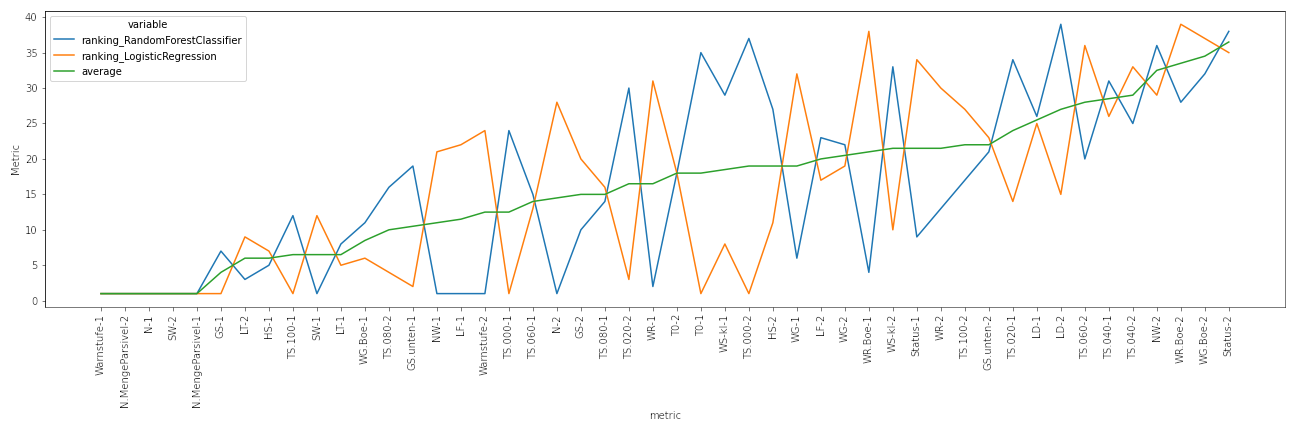 variable
ranking_RandomForestClassifier
ranking_LogisticRegression
average
Metric
40
35
30
25
20
15
10
5
0
Warnstufe-1
N.MengeParsivel-2
N-1
SW-2
N.MengeParsivel-1
GS-1
LT-2
HS-1
TS.100-1
SW-1
LT-1
WG.Boe-1
TS.080-2
GS.unten-1
NW-1
LF-1
Warnstufe-2
TS.000-1
TS.060-1
N-2
GS-2
TS.080-1
TS.020-2
WR-1
T0-2
T0-1
WS-kl-1
TS.000-2
HS-2
WG-1
LF-2
WG-2
WR.Boe-1
WS-kl-2
Status-1
WR-2
TS.100-2
GS.unten-2
TS.020-1
LD-1
LD-2
TS.060-2
TS.040-1
TS.040-2
NW-2
WR.Boe-2
WG.Boe-2
Status-2
metric